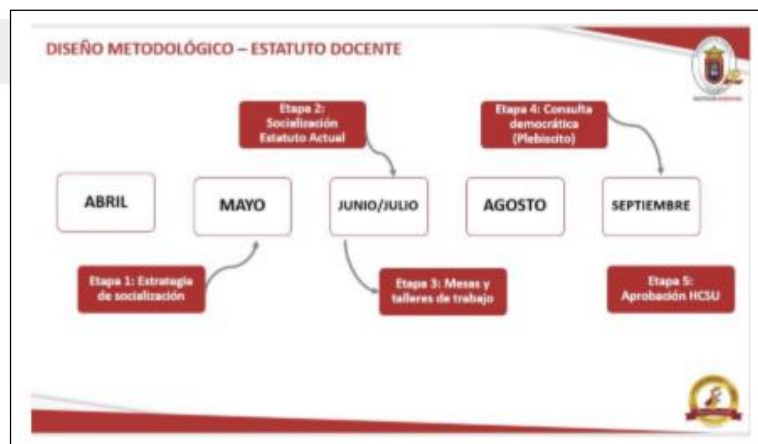 DISEÑO METODOLÓGICO – ESTATUTO DOCENTE
Etapa 2:
Socialización
Estatuto Actual
Etapa 4: Consulta
democrática
(Plebiscito)
ABRIL
MAYO
JUNIO/JULIO
AGOSTO
SEPTIEMBRE
Etapa 1: Estrategia
de socialización
Etapa 3: Mesas y
talleres de trabajo
Etapa 5:
Aprobación HCSU